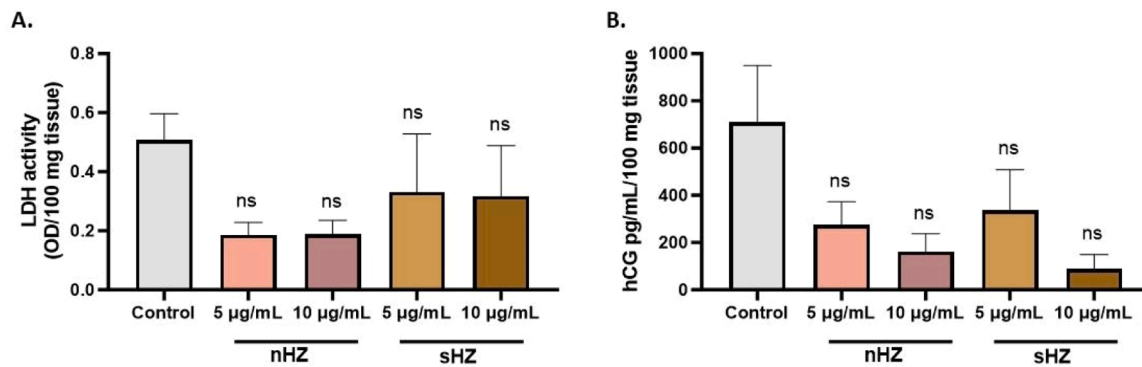 A.
LDH activity
(OD/100 mg tissue)
0.8
0.6
0.4
0.2
0.0
ns
ns
ns
ns
Control
5 µg/mL
10 µg/mL
5 µg/mL
10 µg/mL
nHZ
sHZ
B.
hCG pg/mL/100 mg tissue
1000
800
600
400
200
0
ns
ns
ns
ns
Control
5 µg/mL
10 µg/mL
5 µg/mL
10 µg/mL
nHZ
sHZ